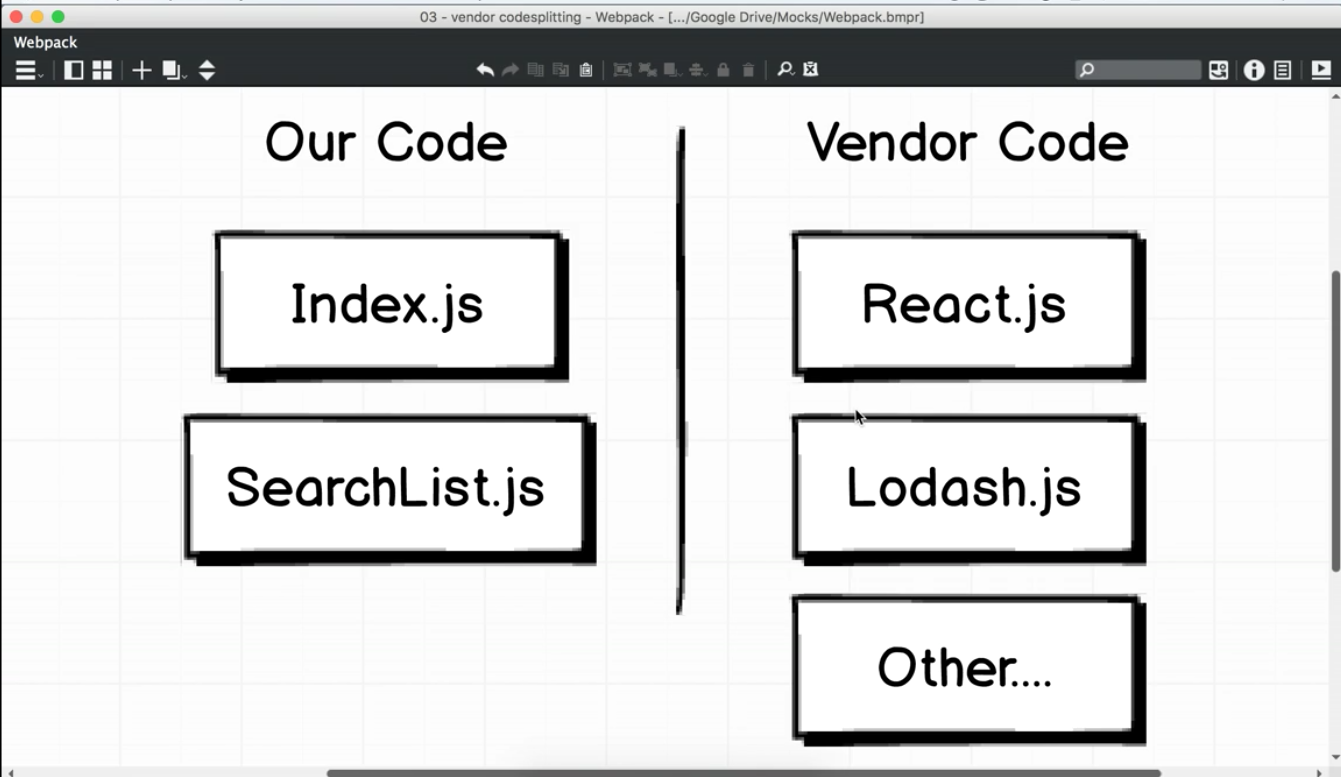 03 - vendor codesplitting - Webpack - [.../Google Drive/Mocks/Webpack.bmpr]
Webpack
Our Code
Vendor Code
Index.js
React.js
SearchList.js
Lodash.js
Other....